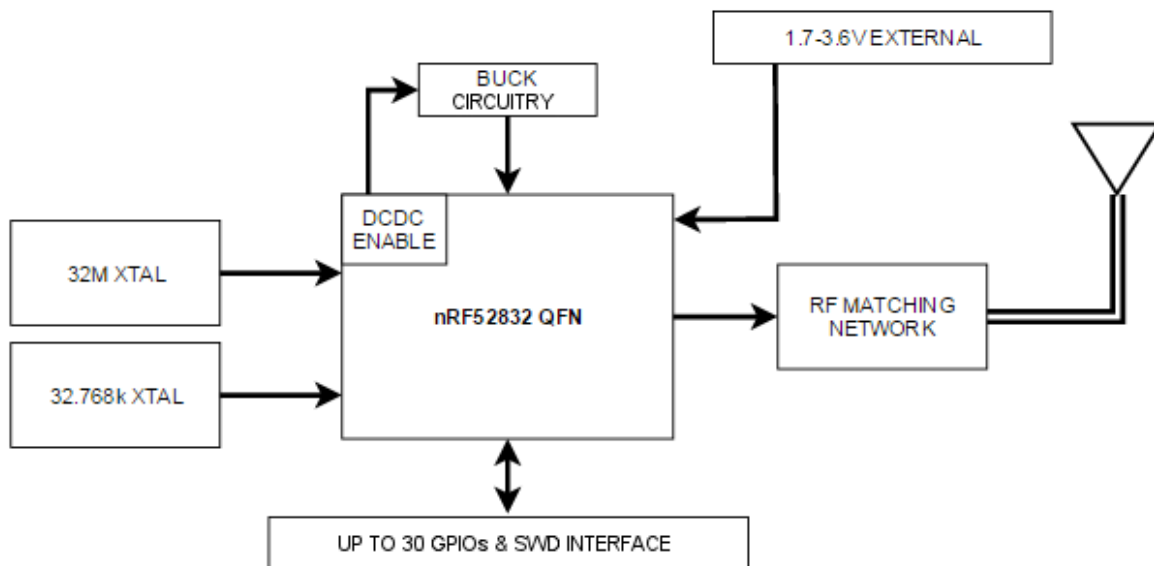 1.7-3.6V EXTERNAL
BUCK
CIRCUITRY
DCDC
ENABLE
32M XTAL
nRF52832 QFN
RF MATCHING
NETWORK
32.768k XTAL
UP TO 30 GPIOs & SWD INTERFACE